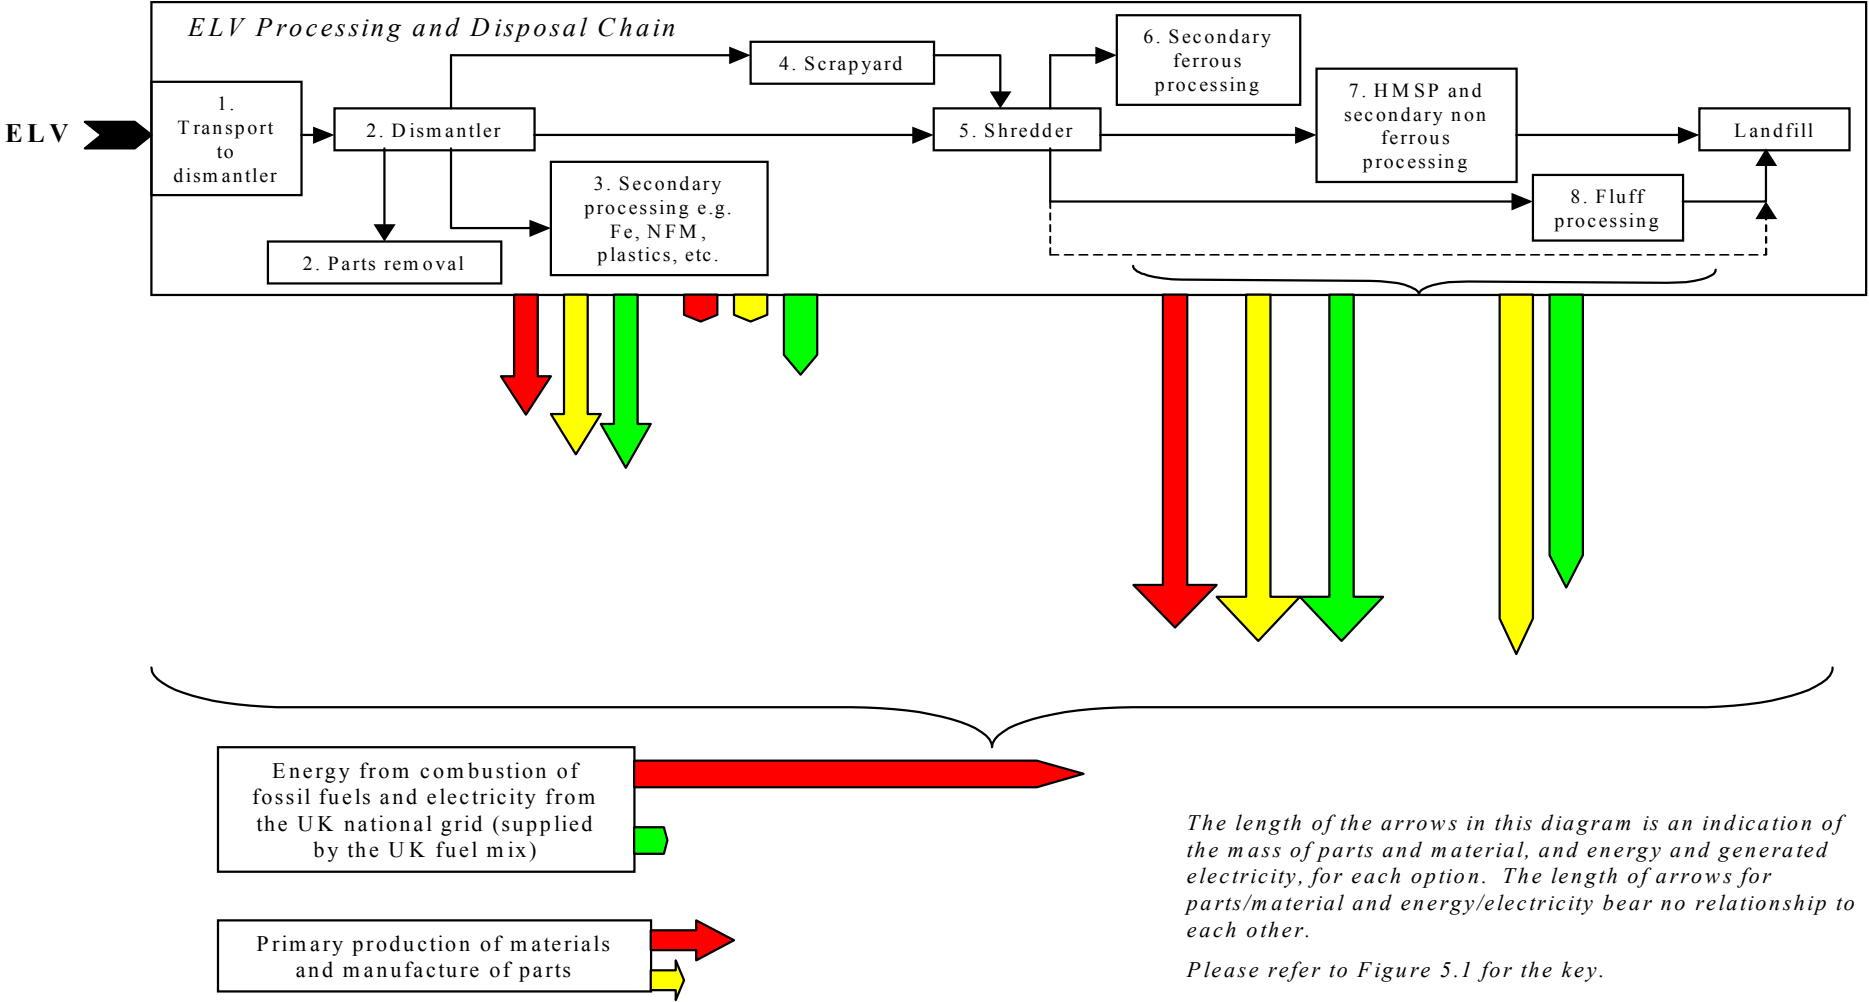 ELV Processing and Disposal Chain
ELV
1.
Transport
to
dismantler
2. Dismantler
2. Parts removal
3. Secondary
processing e.g.
Fe, NFM,
plastics, etc.
4. Scrapyard
5. Shredder
6. Secondary
ferrous
processing
7. HMSP and
secondary non
ferrous
processing
8. Fluff
processing
Landfill
Energy from combustion of
fossil fuels and electricity from
the UK national grid (supplied
by the UK fuel mix)
Primary production of materials
and manufacture of parts
The length of the arrows in this diagram is an indication of
the mass of parts and material, and energy and generated
electricity, for each option.  The length of arrows for
parts/material and energy/electricity bear no relationship to
each other.
Please refer to Figure 5.1 for the key.